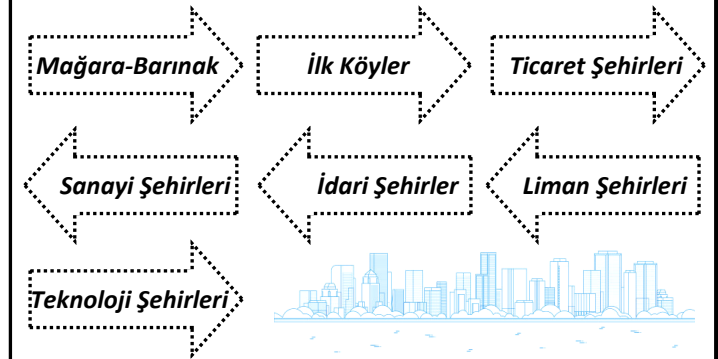 Mağara-Barınak
İlk Köyler
Ticaret Şehirleri
Liman Şehirleri
İdari Şehirler
Sanayi Şehirleri
Teknoloji Şehirleri